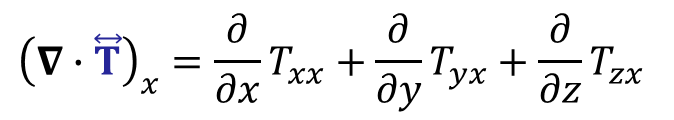 (∇ · T⃡)ₓ = ∂/∂x Tₓₓ + ∂/∂y Tᵧₓ + ∂/∂z T_zx